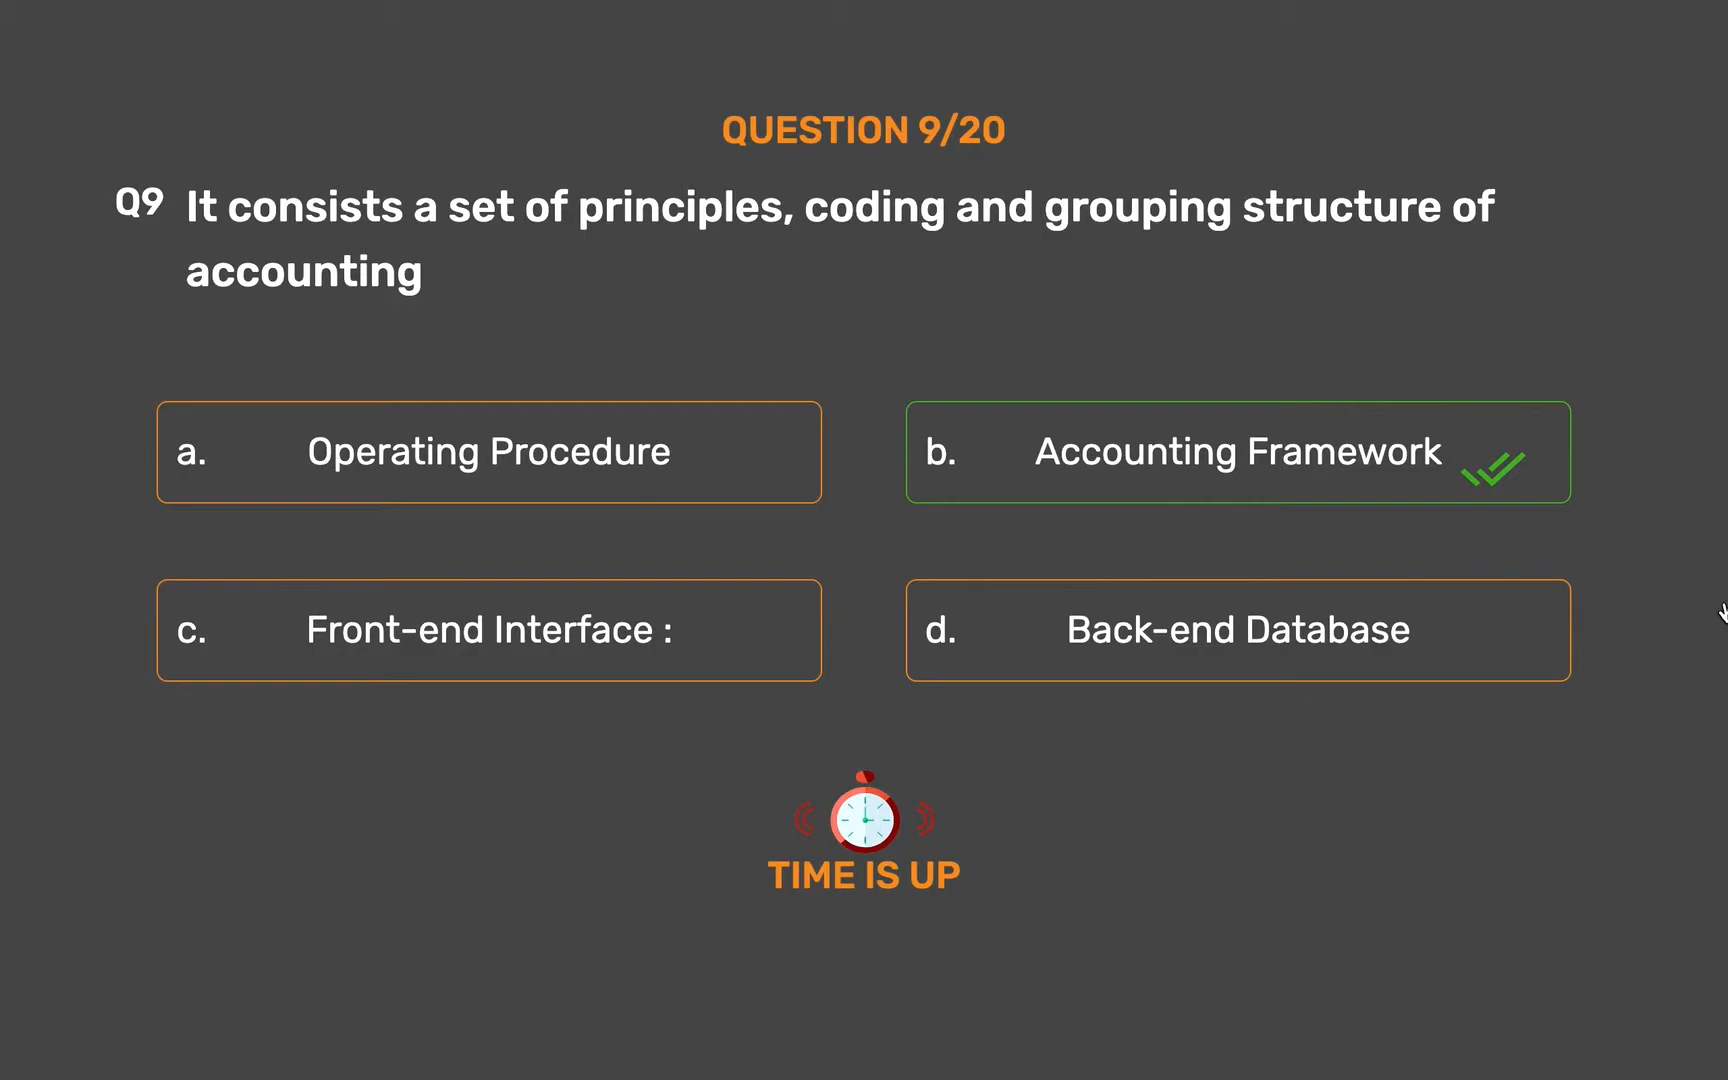 QUESTION 9/20
Q9 It consists a set of principles, coding and grouping structure of
accounting
a. Operating Procedure
b. Accounting Framework
c. Front-end Interface :
d. Back-end Database
TIME IS UP